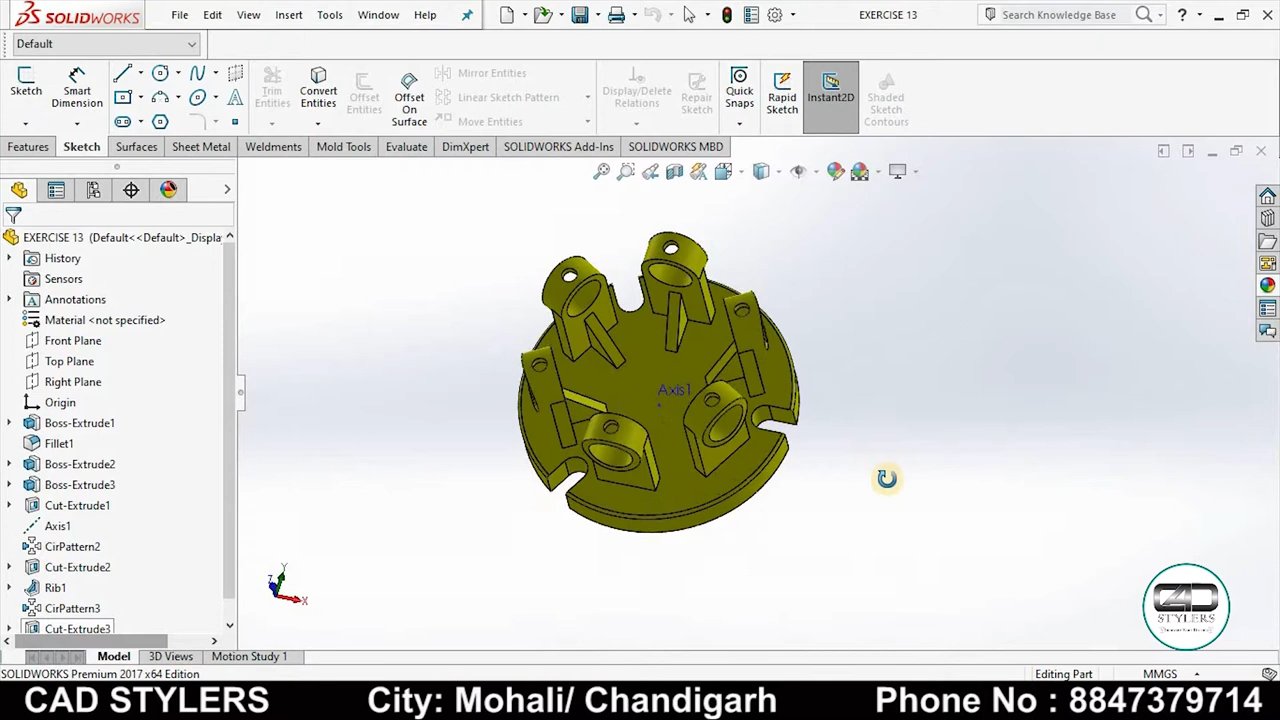 SOLIDWORKS
File Edit View Insert Tools Window Help
EXERCISE 13
Search Knowledge Base
?
Default
Sketch
Smart Dimension
Trim Entities
Convert Entities
Offset Entities
Offset On Surface
Mirror Entities
Linear Sketch Pattern
Move Entities
Display/Delete Relations
Repair Sketch
Quick Snaps
Rapid Sketch
Instant2D
Shaded Sketch Contours
Features Sketch Surfaces Sheet Metal Weldments Mold Tools Evaluate DimXpert SOLIDWORKS Add-Ins SOLIDWORKS MBD
EXERCISE 13 (Default<<Default>_Displa
History
Sensors
Annotations
Material <not specified>
Front Plane
Top Plane
Right Plane
Origin
Boss-Extrude1
Fillet1
Boss-Extrude2
Boss-Extrude3
Cut-Extrude1
Axis1
CirPattern2
Cut-Extrude2
Rib1
CirPattern3
Cut-Extrude3
Axis1
Y
Z
X
STYLERS
Model 3D Views Motion Study 1
SOLIDWORKS Premium 2017 x64 Edition
Editing Part
MMGS
CAD STYLERS City: Mohali/ Chandigarh Phone No : 8847379714